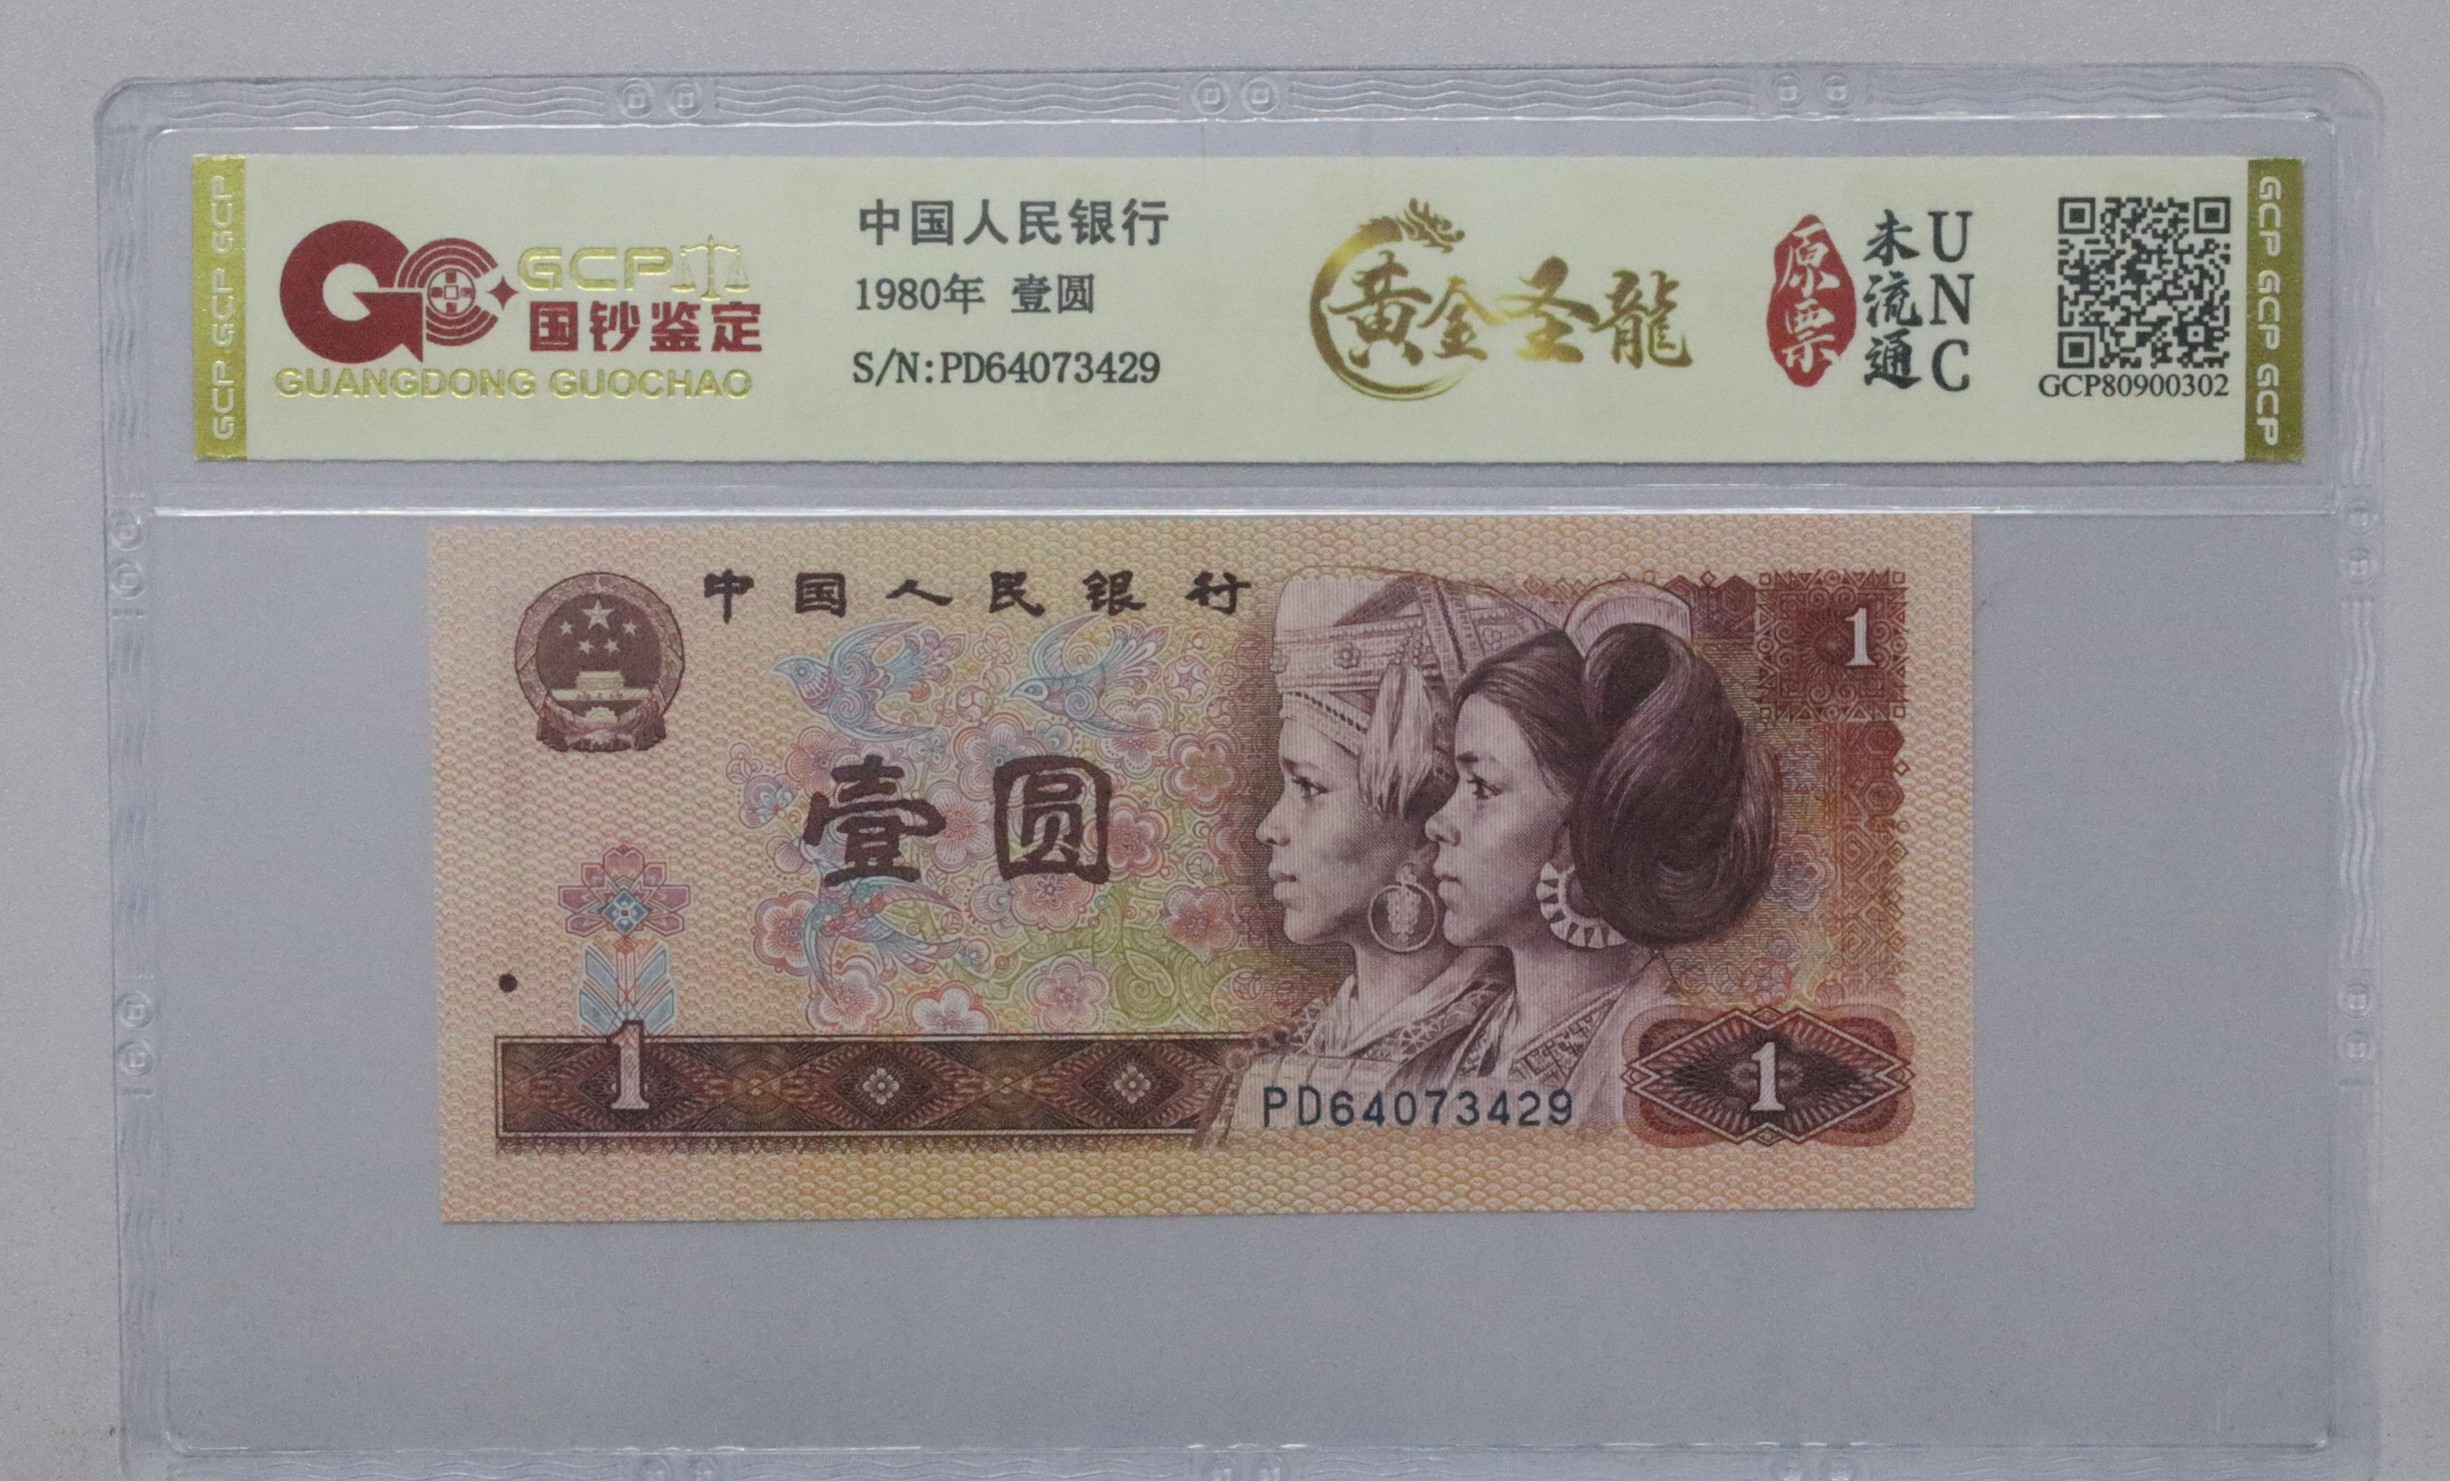 GCP GCP GCP
GCP
国钞鉴定
GUANGDONG GUOCHAO
中国人民银行
1980年 壹圆
S/N:PD64073429
黄金圣龍
原票
未流通
UNC
GCP80900302
GCP GCP GCP GCP
中国人民银行
1
壹圆
1
PD64073429
1